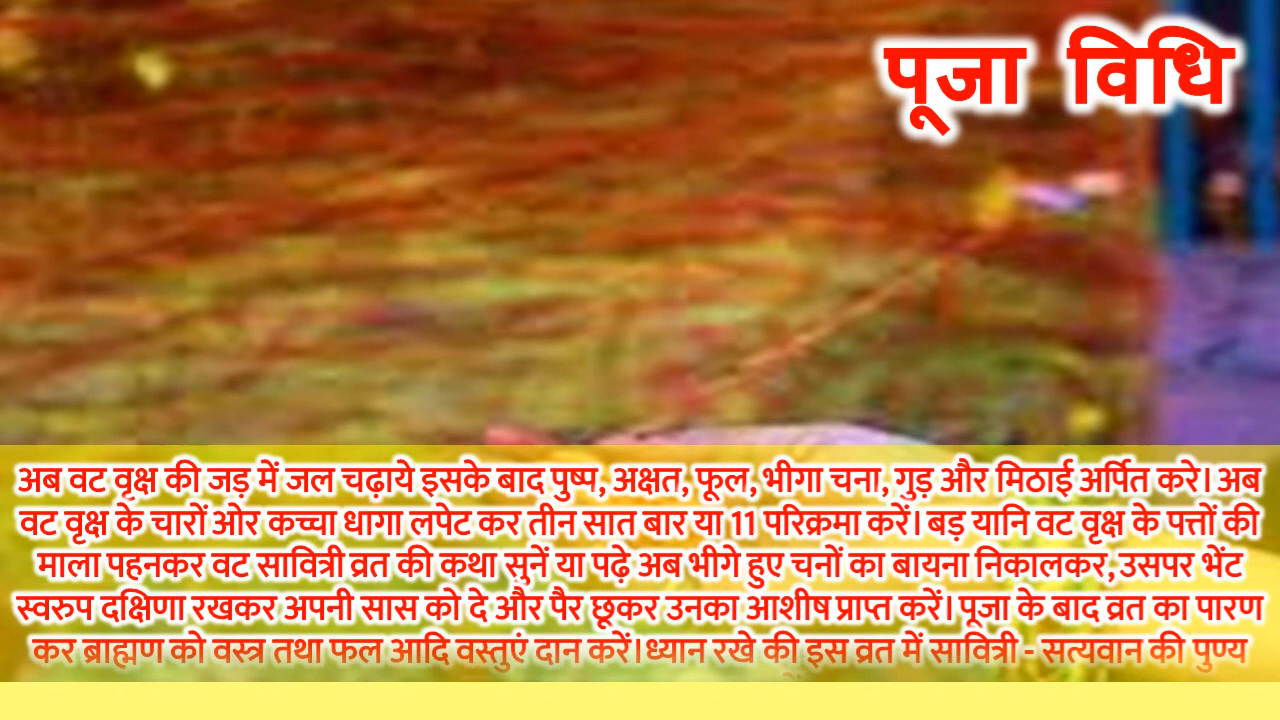 पूजा विधि
अब वट वृक्ष की जड़ में जल चढ़ाये इसके बाद पुष्प, अक्षत, फूल, भीगा चना, गुड़ और मिठाई अर्पित करे। अब
वट वृक्ष के चारों ओर कच्चा धागा लपेट कर तीन सात बार या 11 परिक्रमा करें। बड़ यानि वट वृक्ष के पत्तों की
माला पहनकर वट सावित्री व्रत की कथा सुनें या पढ़े अब भीगे हुए चनों का बायना निकालकर, उसपर भेंट
स्वरुप दक्षिणा रखकर अपनी सास को दे और पैर छूकर उनका आशीष प्राप्त करें। पूजा के बाद व्रत का पारण
कर ब्राह्मण को वस्त्र तथा फल आदि वस्तुएं दान करें।ध्यान रखे की इस व्रत में सावित्री - सत्यवान की पुण्य